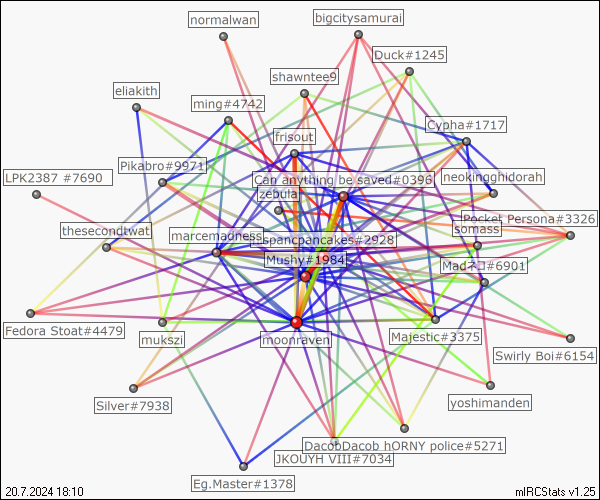 normalwan
bigcitysamurai
Duck#1245
shawntee9
eliakith
ming#4742
Cypha#1717
frisout
Pikabro#9971
LPK2387 #7690
Can anything be saved#0396
neokingghidorah
zebula
Pocket Persona#3326
thesecondtwat
marcemadness
somass
spancpancakes#2928
Mushy#1984
Madネコ#6901
Fedora Stoat#4479
mukszi
moonraven
Majestic#3375
Swirly Boi#6154
Silver#7938
yoshimanden
DacobDacob hORNY police#5271
JKOUYH VIII#7034
Eg.Master#1378
20.7.2024 18:10
mIRCStats v1.25